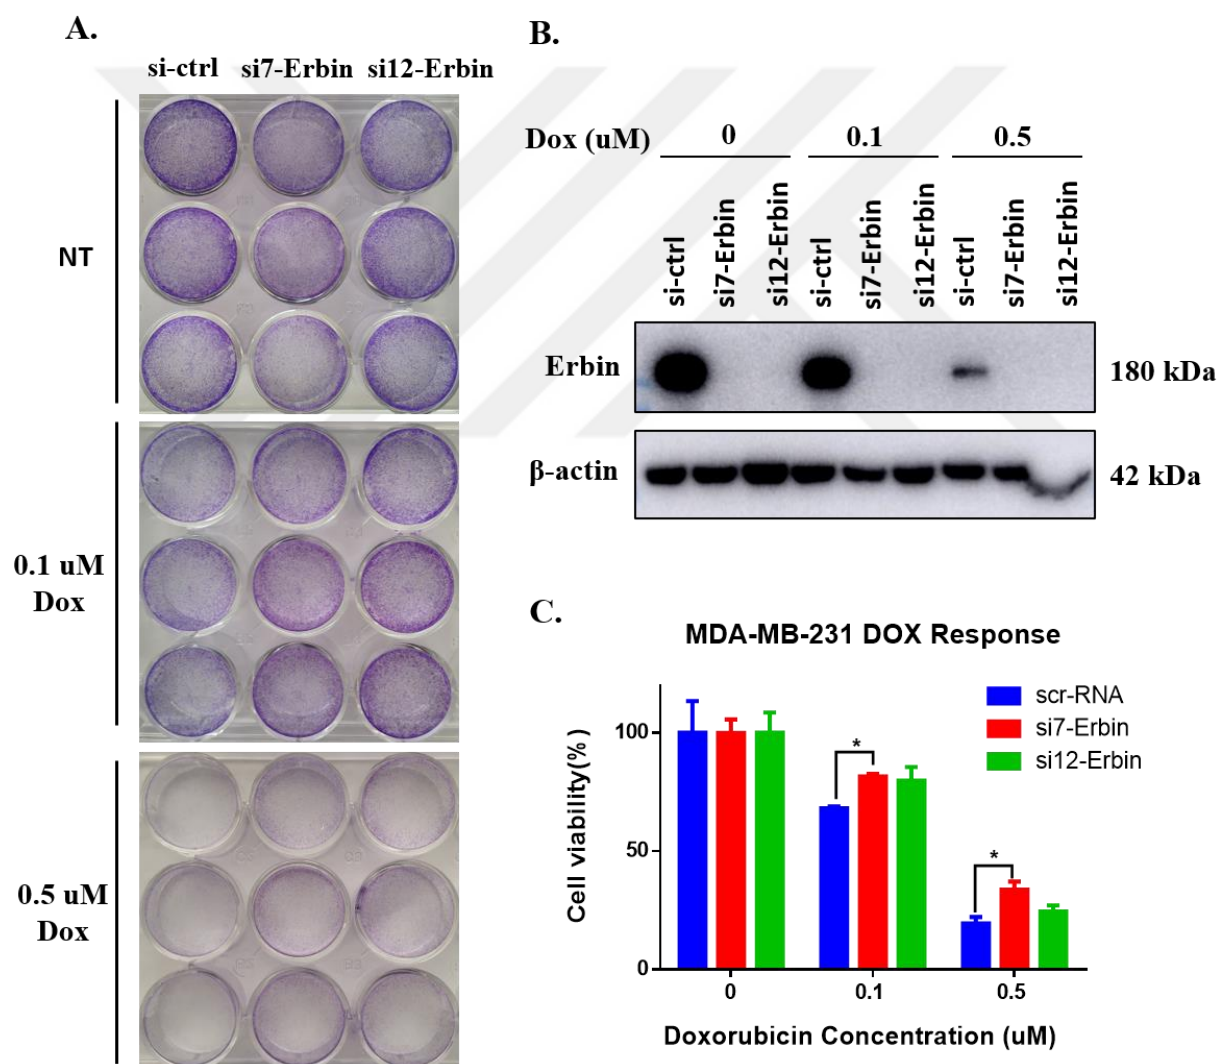 A.
si-ctrl si7-Erbin si12-Erbin
NT
0.1 uM
Dox
0.5 uM
Dox
B.
Dox (uM) 0 0.1 0.5
si-ctrl si7-Erbin si12-Erbin si-ctrl si7-Erbin si12-Erbin si-ctrl si7-Erbin si12-Erbin
Erbin 180 kDa
β-actin 42 kDa
C.
MDA-MB-231 DOX Response
scr-RNA
si7-Erbin
si12-Erbin
Cell viability(%)
100
50
0
* *
0 0.1 0.5
Doxorubicin Concentration (uM)